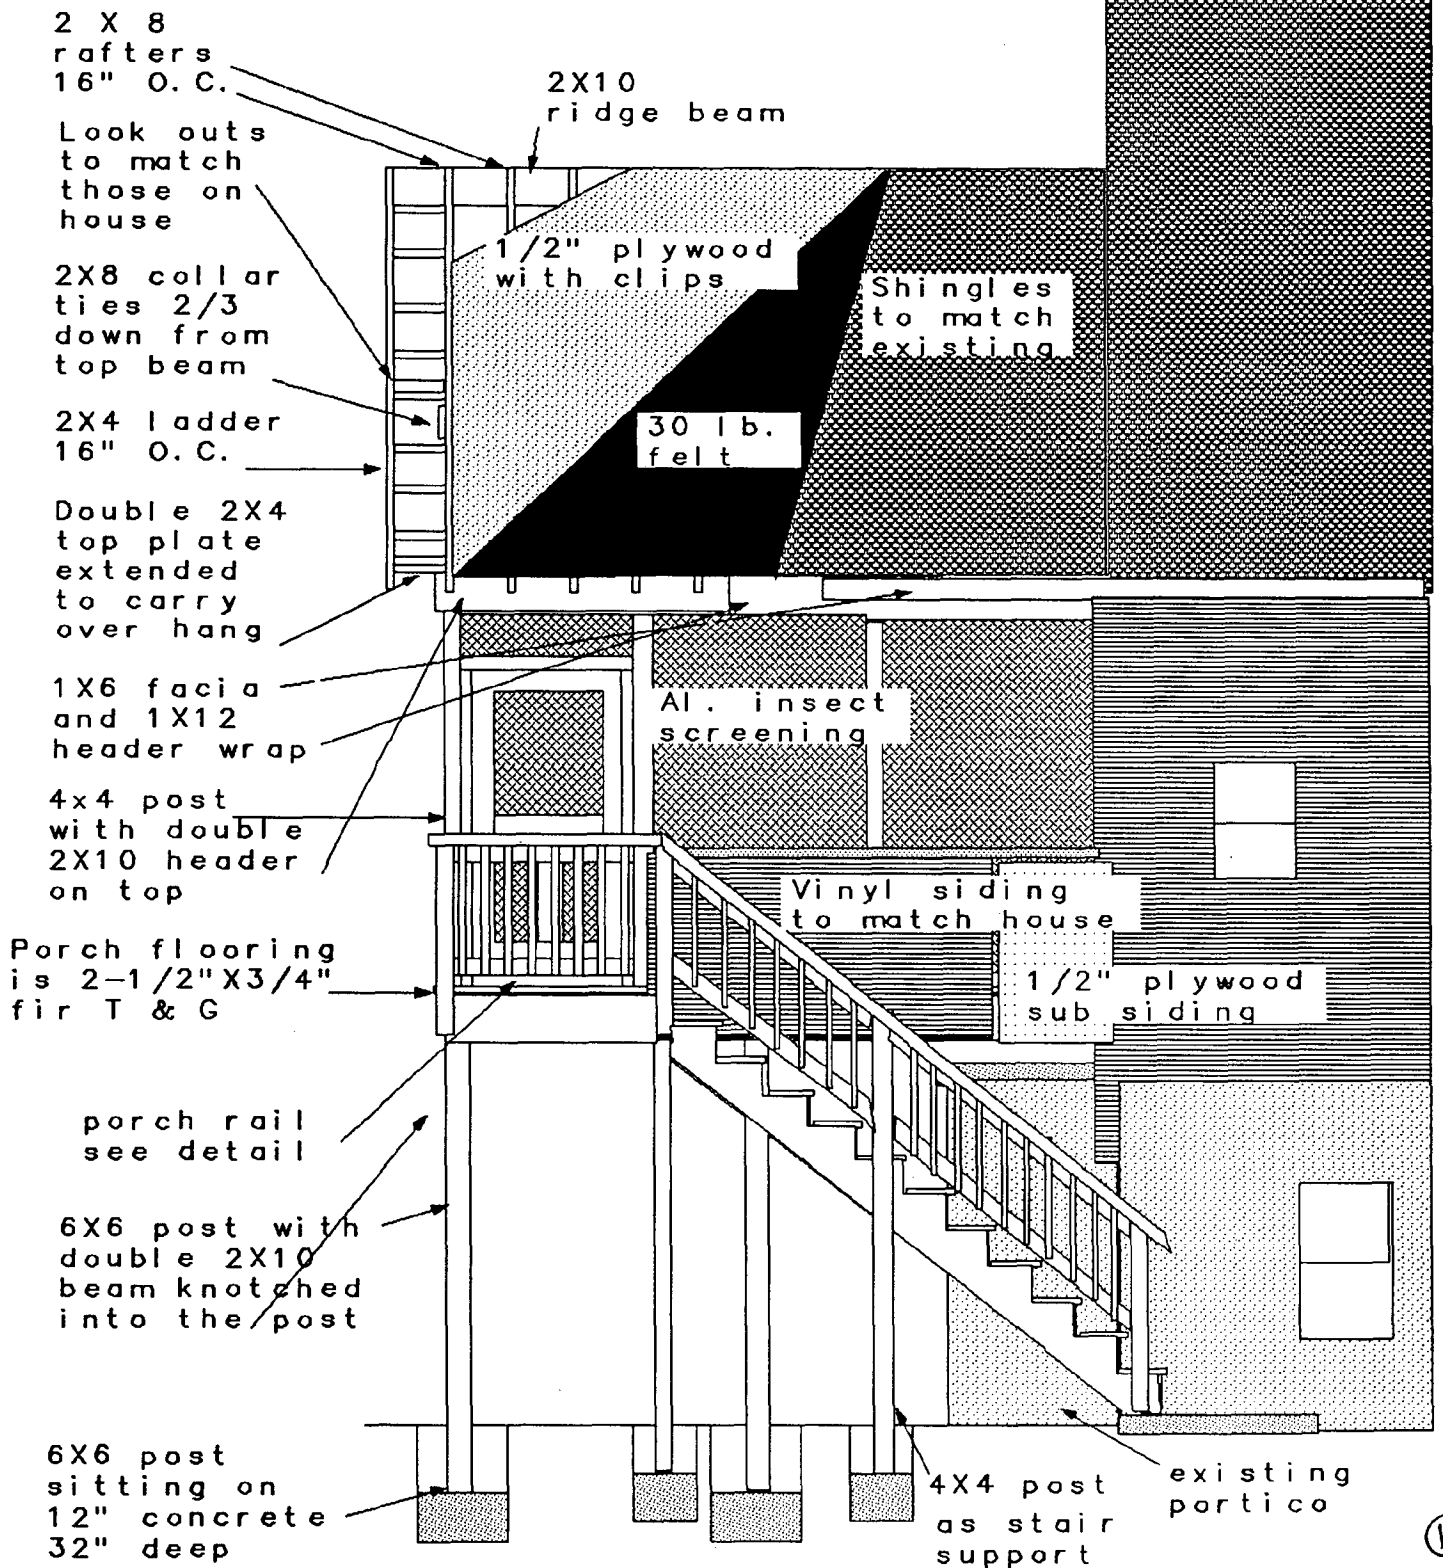 2 X 8
rafters
16" O.C.
2X10
ridge beam
Look outs
to match
those on
house
1/2" plywood
with clips
2X8 collar
ties 2/3
down from
top beam
Shingles
to match
existing
2X4 ladder
16" O.C.
30 lb.
felt
Double 2X4
top plate
extended
to carry
over hang
1X6 facia
and 1X12
header wrap
Al. insect
screening
4x4 post
with double
2X10 header
on top
Vinyl siding
to match house
Porch flooring
is 2-1/2"X3/4"
fir T & G
1/2" plywood
sub siding
porch rail
see detail
6X6 post with
double 2X10
beam knotched
into the post
6X6 post
sitting on
12" concrete
32" deep
4X4 post
as stair
support
existing
portico